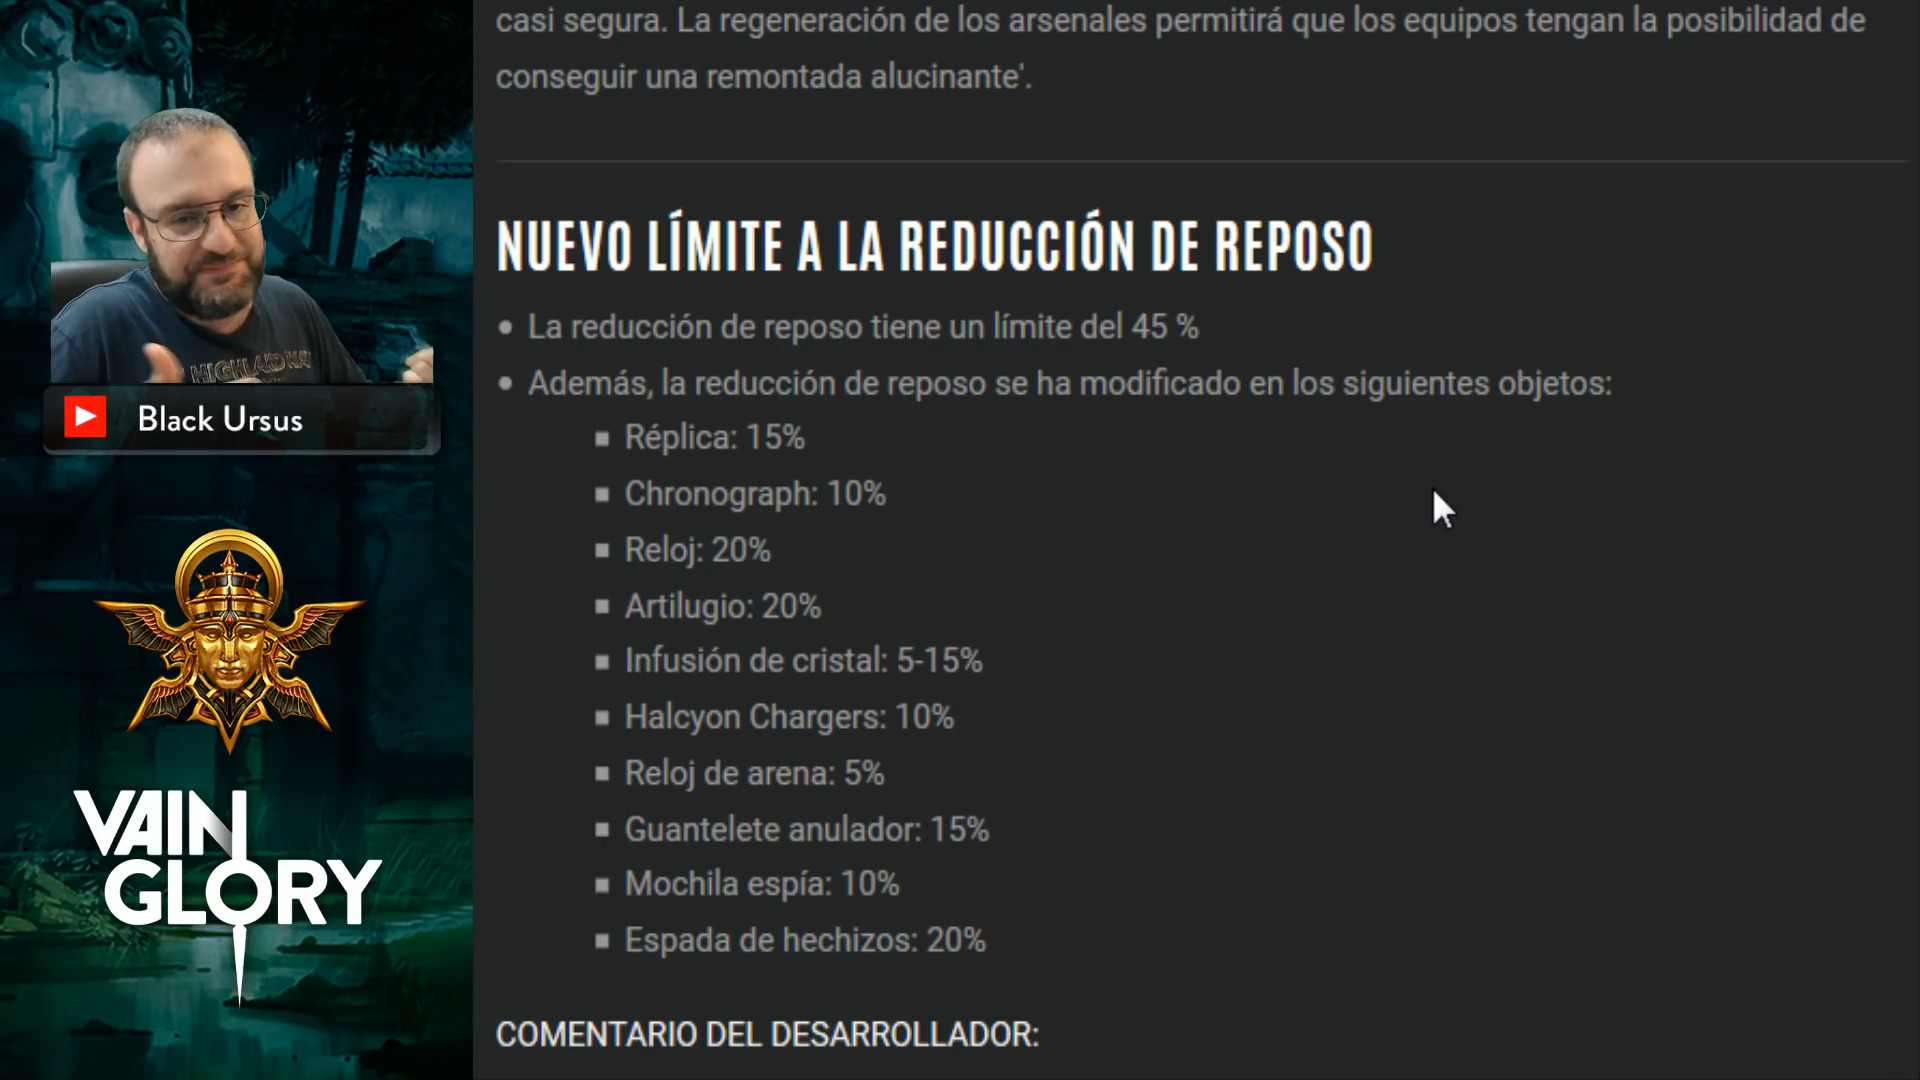 casi segura. La regeneración de los arsenales permitirá que los equipos tengan la posibilidad de
conseguir una remontada alucinante'.
NUEVO LÍMITE A LA REDUCCIÓN DE REPOSO
• La reducción de reposo tiene un límite del 45 %
• Además, la reducción de reposo se ha modificado en los siguientes objetos:
▪ Réplica: 15%
▪ Chronograph: 10%
▪ Reloj: 20%
▪ Artilugio: 20%
▪ Infusión de cristal: 5-15%
▪ Halcyon Chargers: 10%
▪ Reloj de arena: 5%
▪ Guantelete anulador: 15%
▪ Mochila espía: 10%
▪ Espada de hechizos: 20%
COMENTARIO DEL DESARROLLADOR:
Black Ursus
VAIN
GLORY